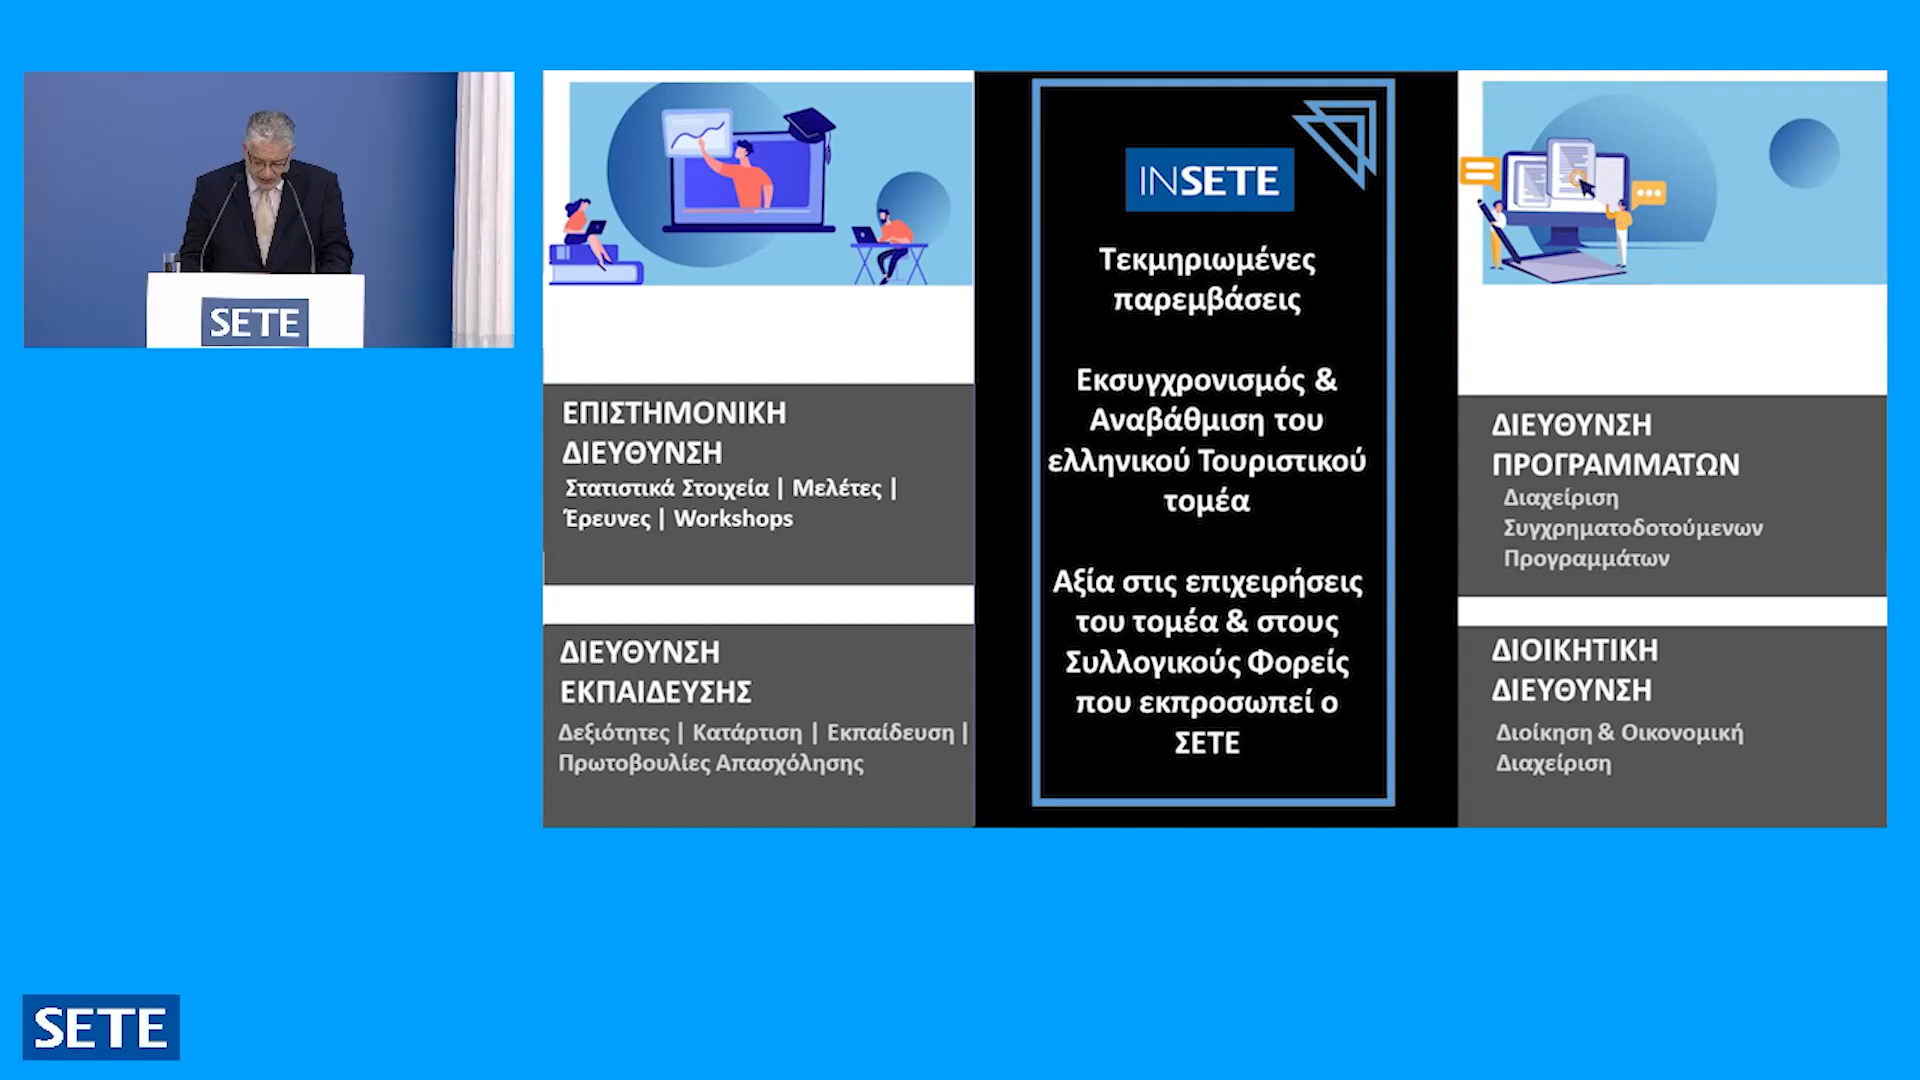 SETE
ΕΠΙΣΤΗΜΟΝΙΚΗ
ΔΙΕΥΘΥΝΣΗ
Στατιστικά Στοιχεία | Μελέτες |
Έρευνες | Workshops
ΔΙΕΥΘΥΝΣΗ
ΕΚΠΑΙΔΕΥΣΗΣ
Δεξιότητες | Κατάρτιση | Εκπαίδευση |
Πρωτοβουλίες Απασχόλησης
INSETE
Τεκμηριωμένες
παρεμβάσεις
Εκσυγχρονισμός &
Αναβάθμιση του
ελληνικού Τουριστικού
τομέα
Αξία στις επιχειρήσεις
του τομέα & στους
Συλλογικούς Φορείς
που εκπροσωπεί ο
ΣΕΤΕ
ΔΙΕΥΘΥΝΣΗ
ΠΡΟΓΡΑΜΜΑΤΩΝ
Διαχείριση
Συγχρηματοδοτούμενων
Προγραμμάτων
ΔΙΟΙΚΗΤΙΚΗ
ΔΙΕΥΘΥΝΣΗ
Διοίκηση & Οικονομική
Διαχείριση
SETE